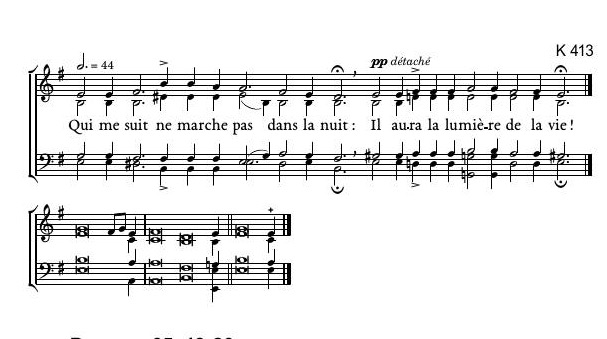 K 413
𝅗𝅥. = 44
pp détaché
Qui me suit ne marche pas dans la nuit : Il au-ra la lumiè-re de la vie !